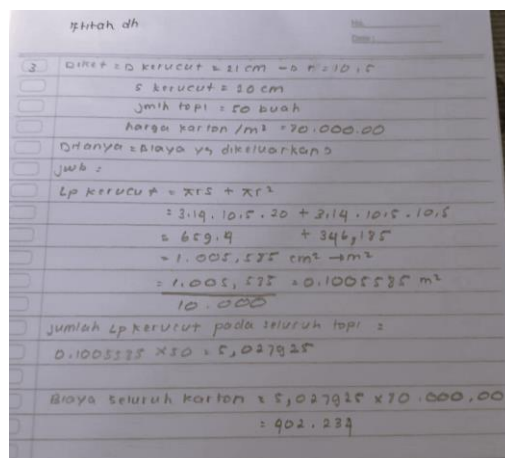 No.
Date :
3 Diket = D kerucut = 21 cm → r = 10,5
s kerucut = 20 cm
jmlh topi = 50 buah
harga karton /m² = 70.000.00
Ditanya = Biaya yg dikeluarkan?
jwb :
Lp kerucut = πrs + πr²
= 3.14 . 10,5 . 20 + 3,14 . 10,5 . 10,5
= 659.4 + 346,185
= 1.005,585 cm² → m²
= 1.005,585 = 0.1005585 m²
10.000
jumlah Lp kerucut pada seluruh topi :
0.1005585 × 50 = 5,027925
Biaya seluruh karton = 5,027925 × 70.000,00
= 402.234